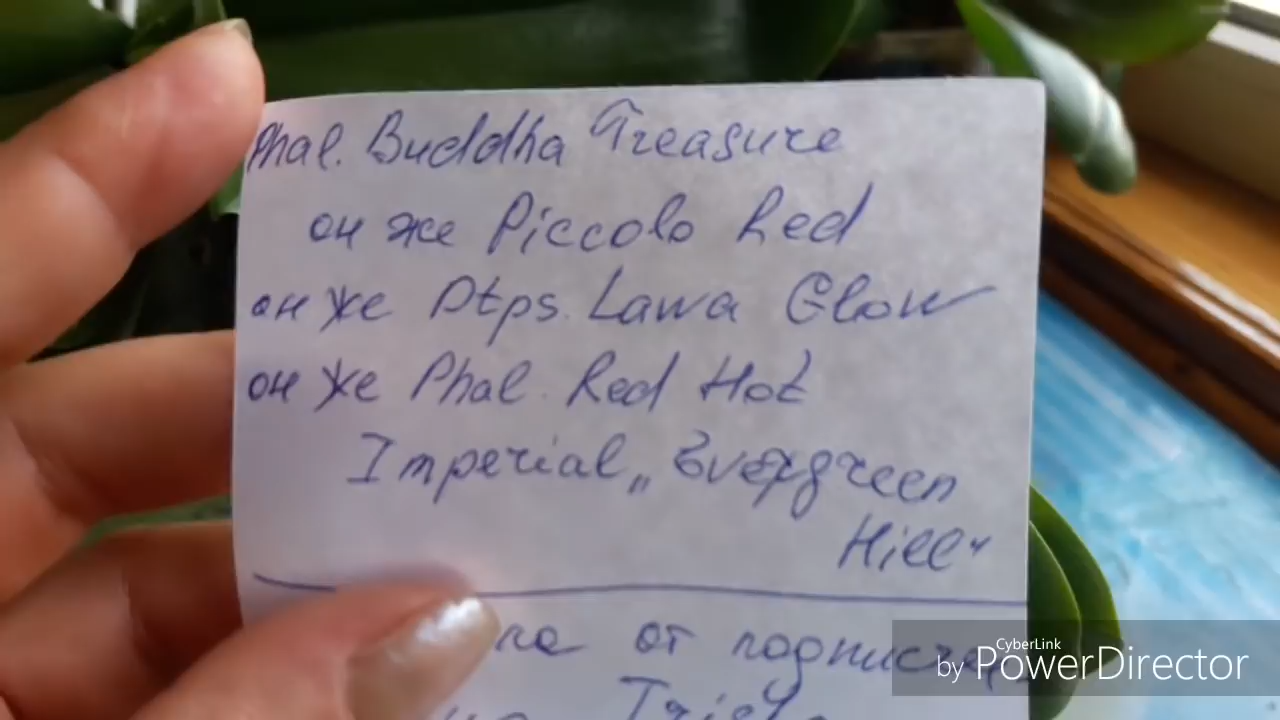 Phal. Buddha Treasure
он же Piccolo Red
он же Dtps. Lawa Glow
он же Phal. Red Hot
Imperial „Evergreen
Hill"
от подписчи
CyberLink
by PowerDirector